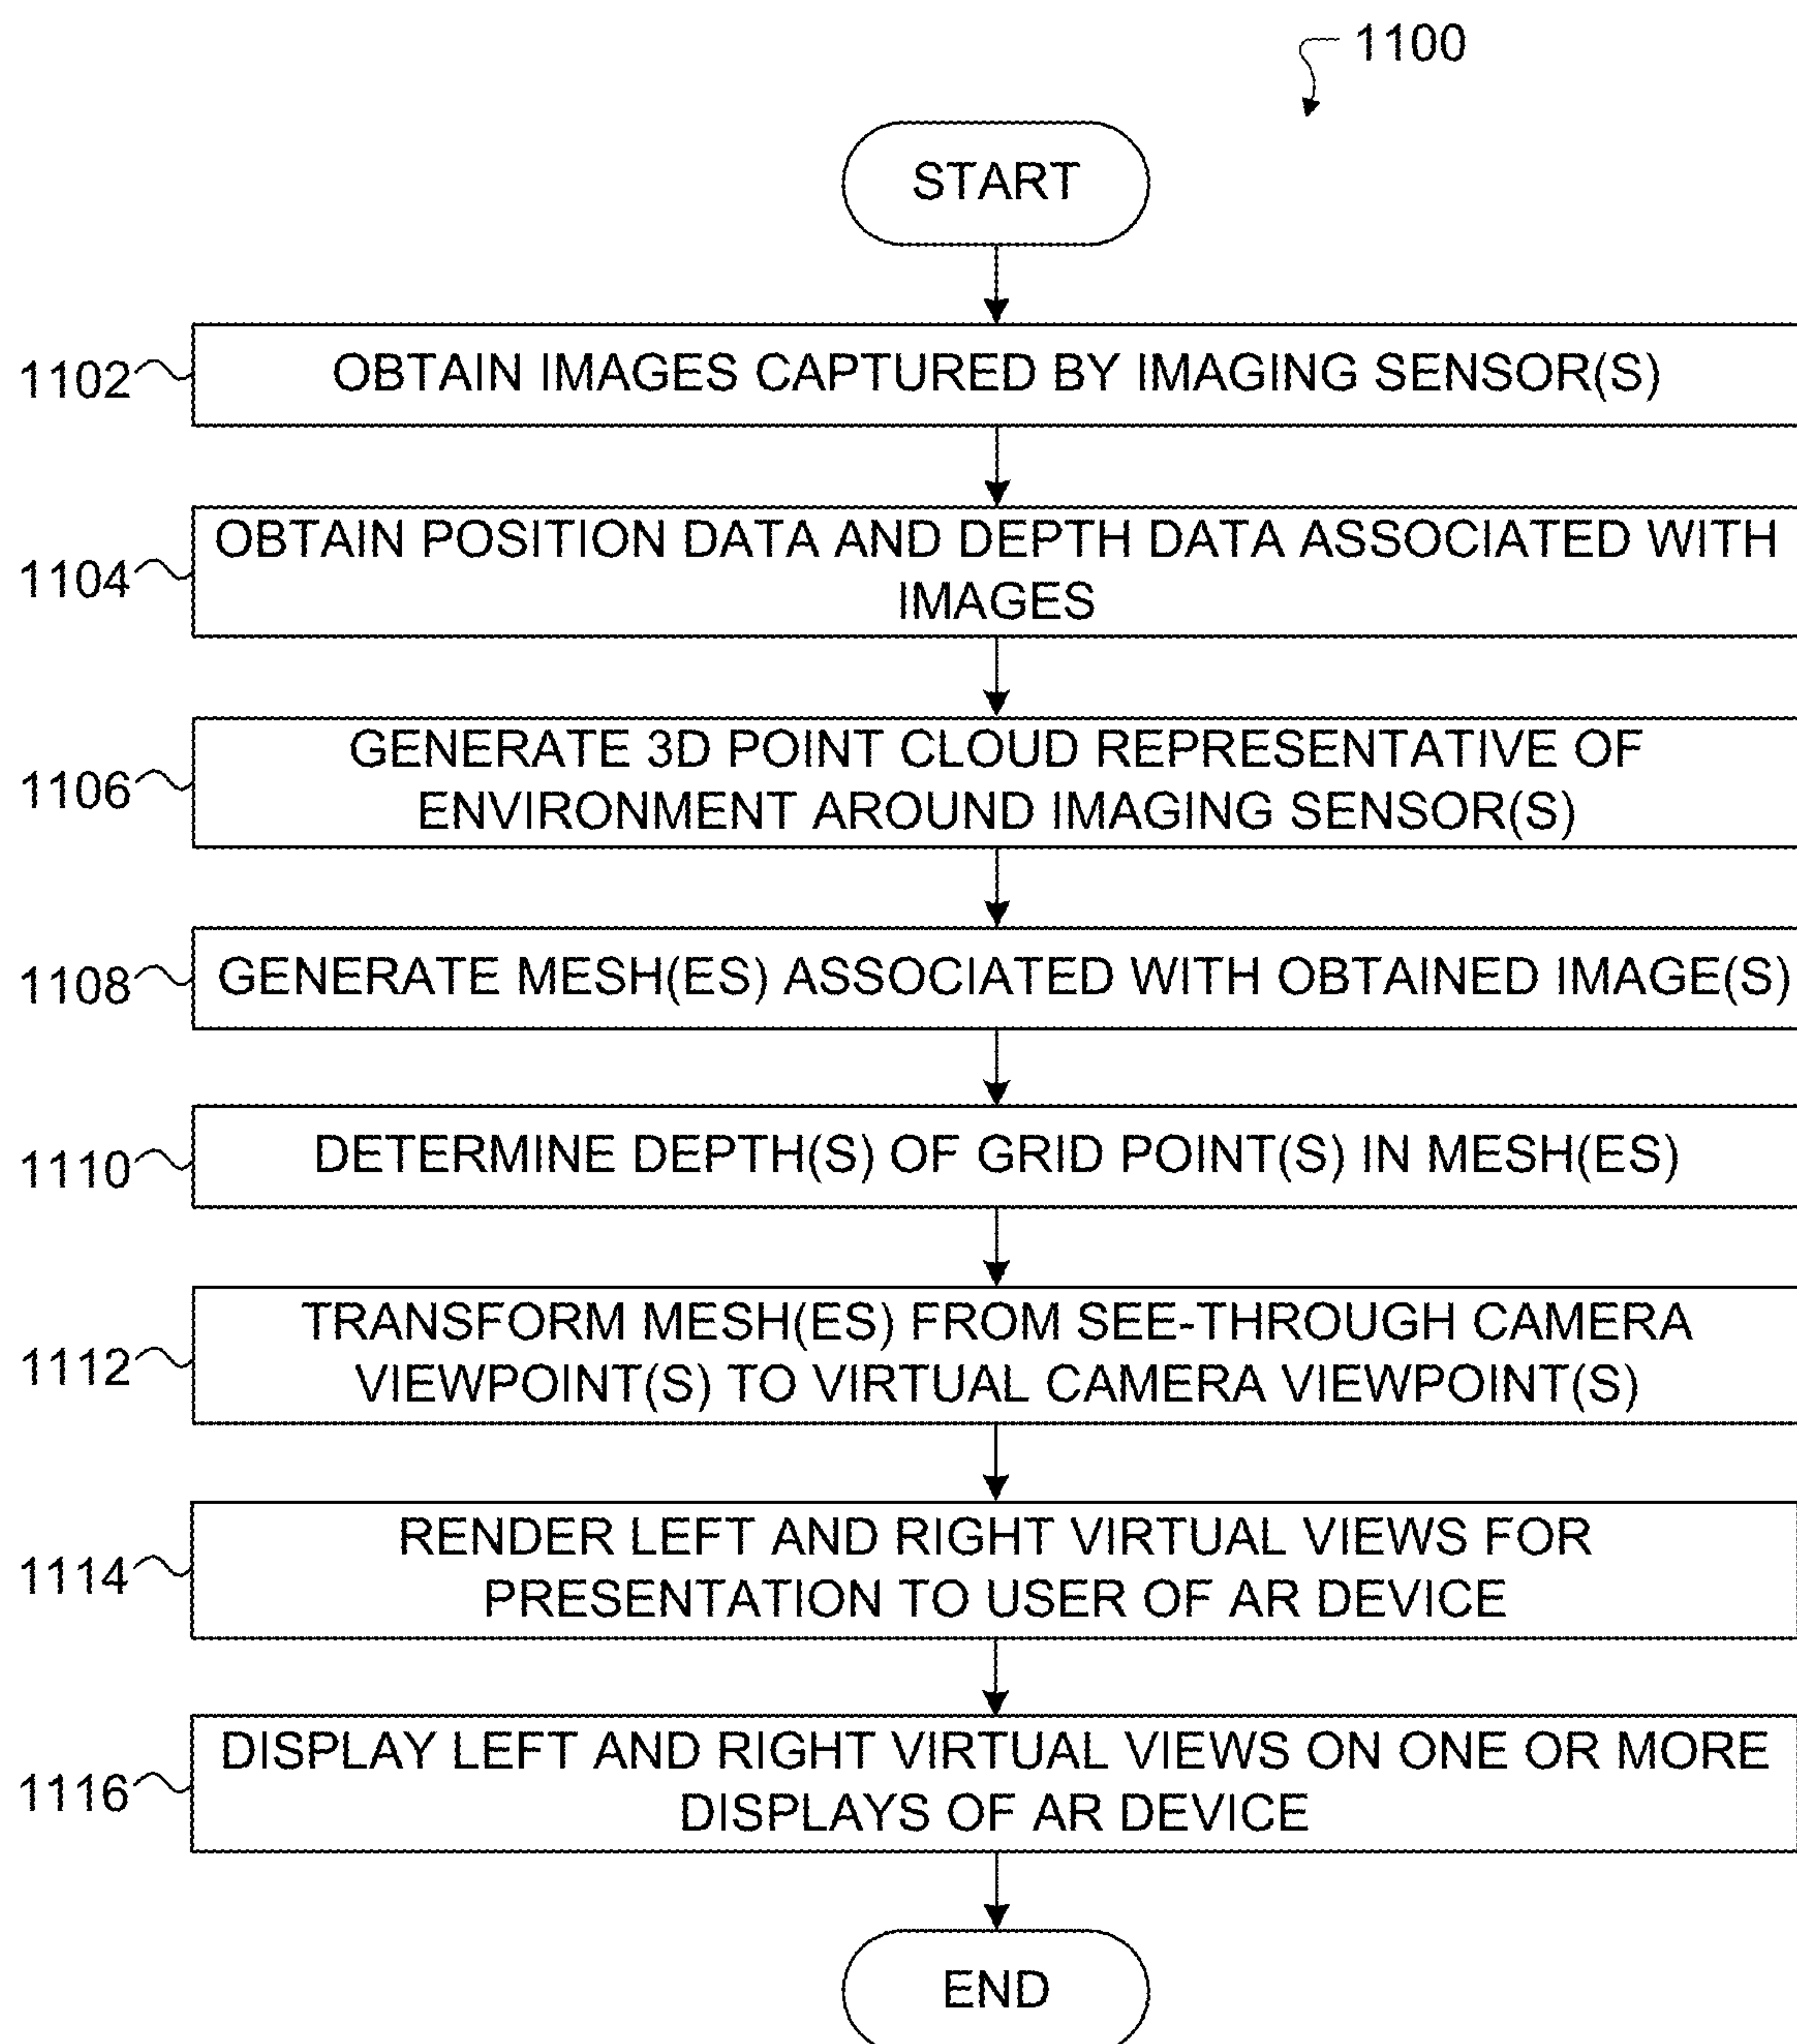 1100
START
1102
OBTAIN IMAGES CAPTURED BY IMAGING SENSOR(S)
1104
OBTAIN POSITION DATA AND DEPTH DATA ASSOCIATED WITH
IMAGES
1106
GENERATE 3D POINT CLOUD REPRESENTATIVE OF
ENVIRONMENT AROUND IMAGING SENSOR(S)
1108
GENERATE MESH(ES) ASSOCIATED WITH OBTAINED IMAGE(S)
1110
DETERMINE DEPTH(S) OF GRID POINT(S) IN MESH(ES)
1112
TRANSFORM MESH(ES) FROM SEE-THROUGH CAMERA
VIEWPOINT(S) TO VIRTUAL CAMERA VIEWPOINT(S)
1114
RENDER LEFT AND RIGHT VIRTUAL VIEWS FOR
PRESENTATION TO USER OF AR DEVICE
1116
DISPLAY LEFT AND RIGHT VIRTUAL VIEWS ON ONE OR MORE
DISPLAYS OF AR DEVICE
END